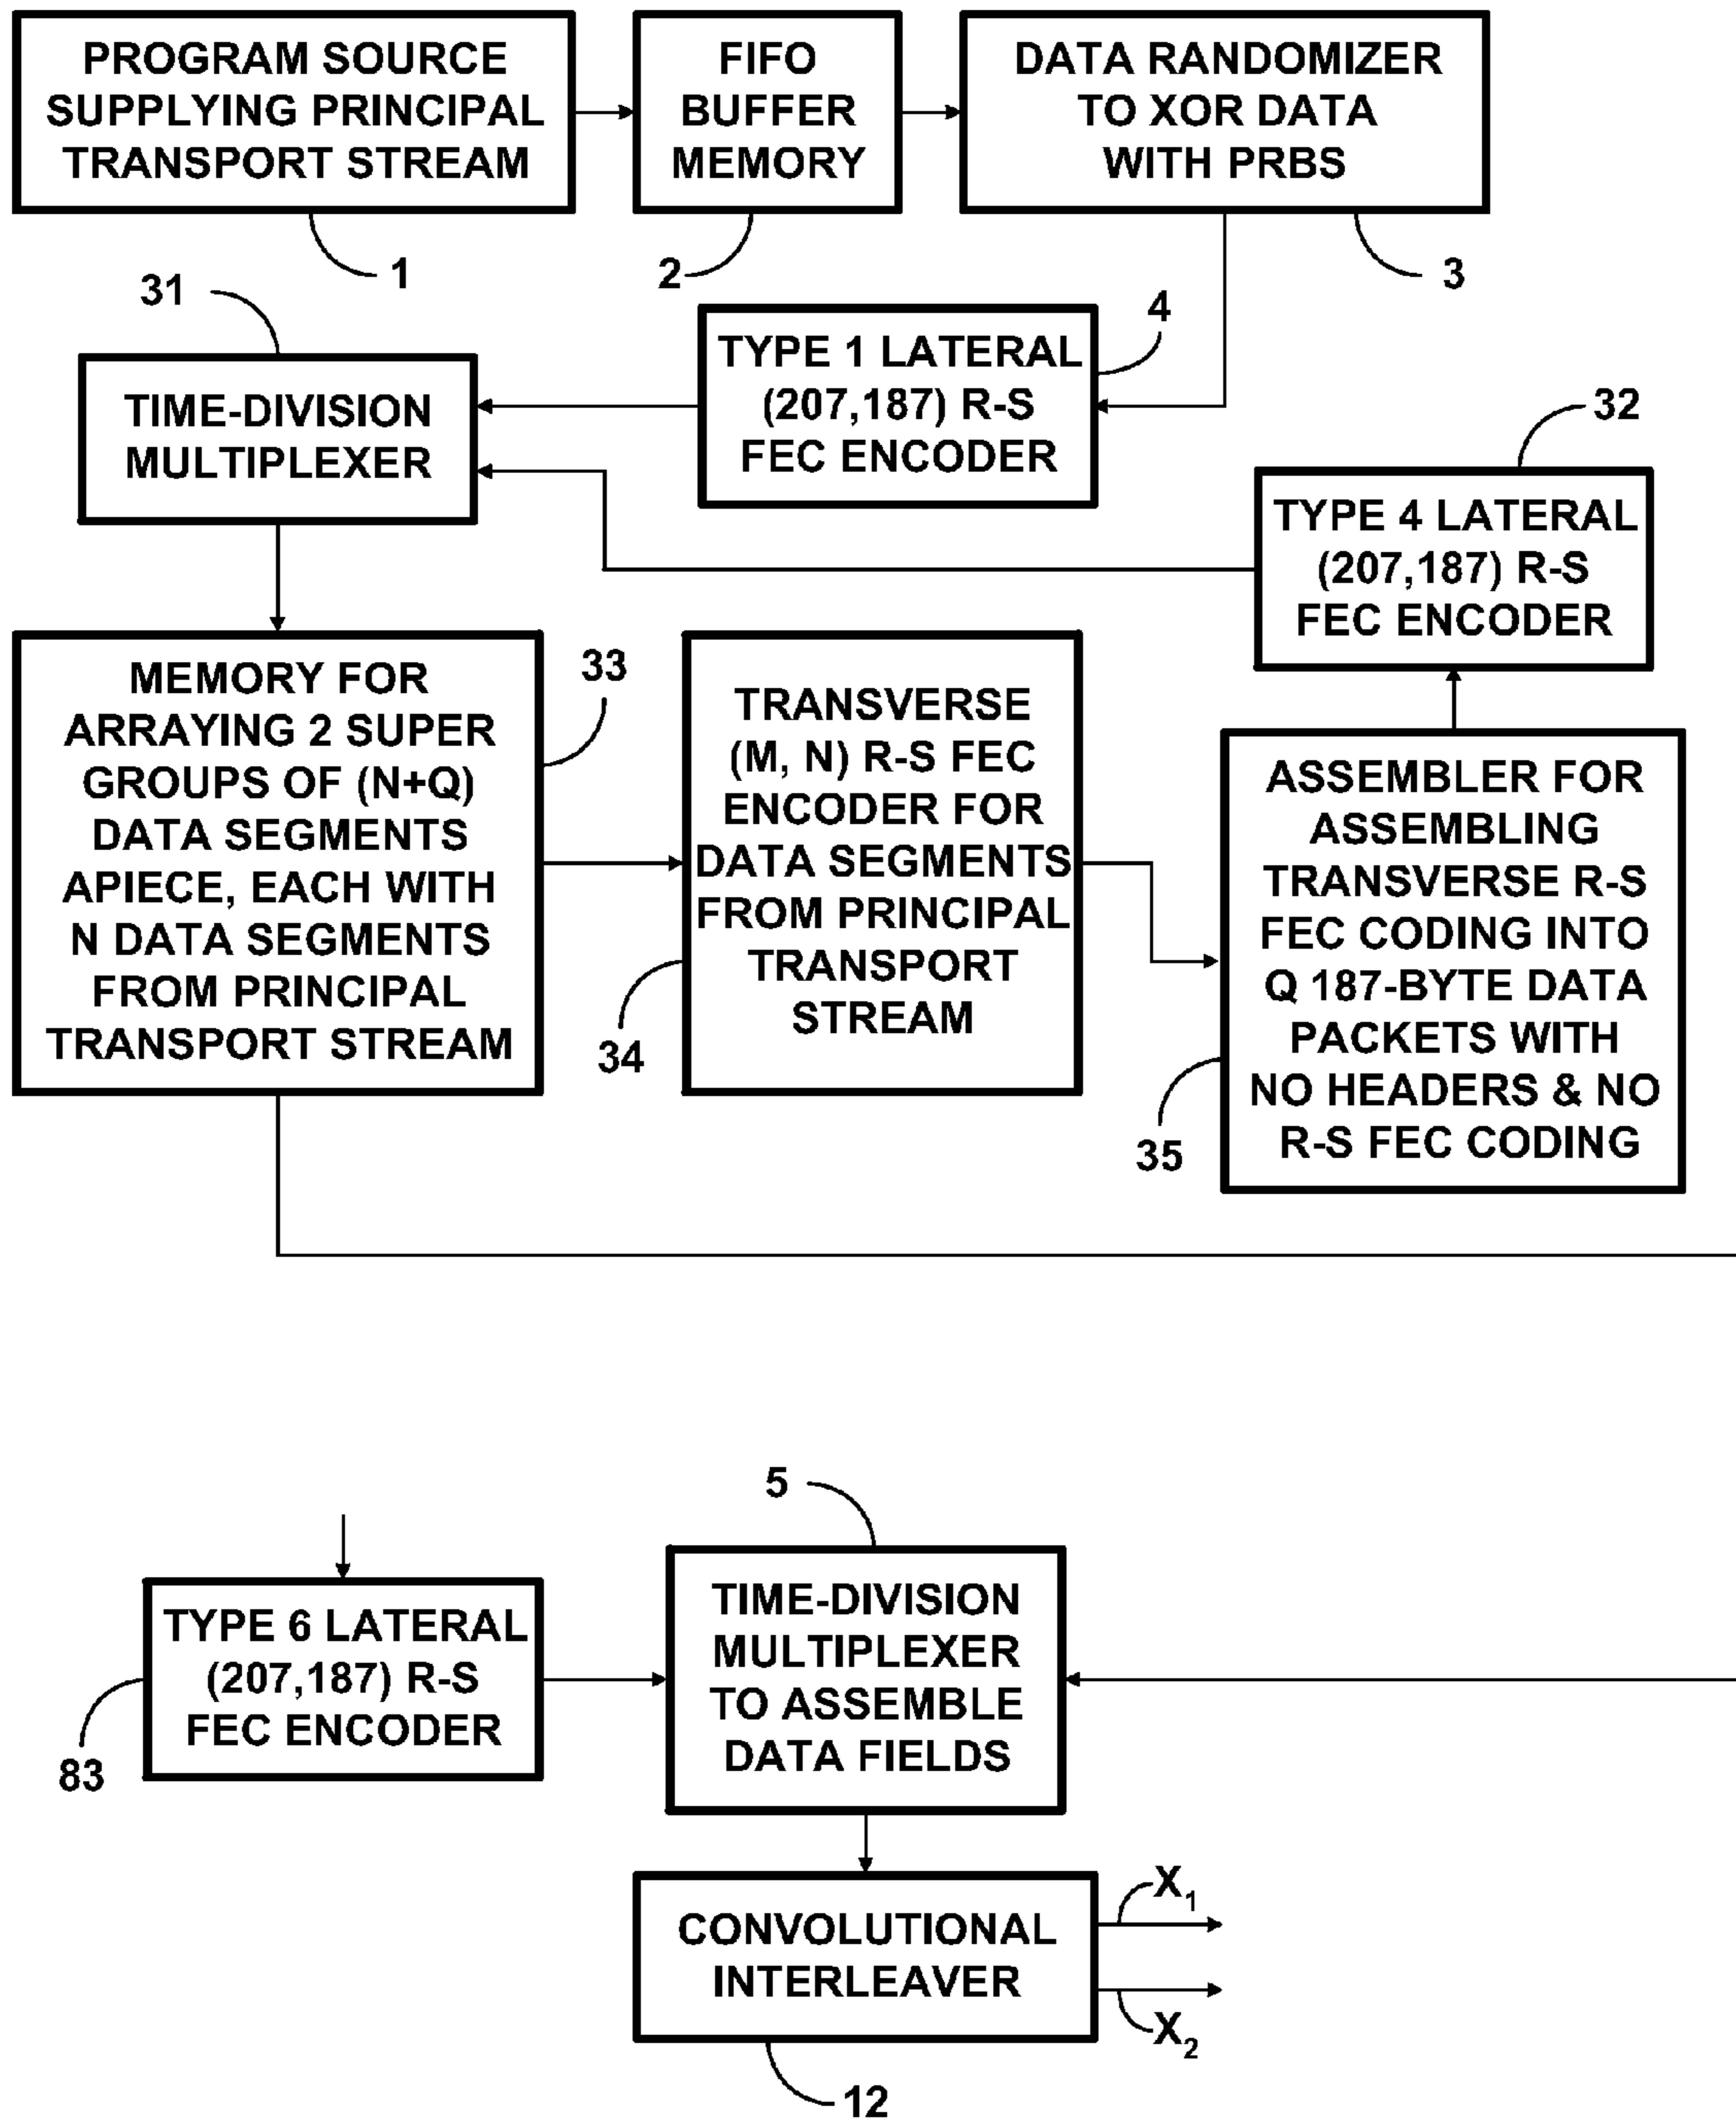 PROGRAM SOURCE
SUPPLYING PRINCIPAL
TRANSPORT STREAM
FIFO
BUFFER
MEMORY
DATA RANDOMIZER
TO XOR DATA
WITH PRBS
1
2
3
31
4
TYPE 1 LATERAL
(207,187) R-S
FEC ENCODER
TIME-DIVISION
MULTIPLEXER
32
TYPE 4 LATERAL
(207,187) R-S
FEC ENCODER
MEMORY FOR
ARRAYING 2 SUPER
GROUPS OF (N+Q)
DATA SEGMENTS
APIECE, EACH WITH
N DATA SEGMENTS
FROM PRINCIPAL
TRANSPORT STREAM
33
TRANSVERSE
(M, N) R-S FEC
ENCODER FOR
DATA SEGMENTS
FROM PRINCIPAL
TRANSPORT
STREAM
34
ASSEMBLER FOR
ASSEMBLING
TRANSVERSE R-S
FEC CODING INTO
Q 187-BYTE DATA
PACKETS WITH
NO HEADERS & NO
R-S FEC CODING
35
5
TYPE 6 LATERAL
(207,187) R-S
FEC ENCODER
83
TIME-DIVISION
MULTIPLEXER
TO ASSEMBLE
DATA FIELDS
CONVOLUTIONAL
INTERLEAVER
X1
X2
12